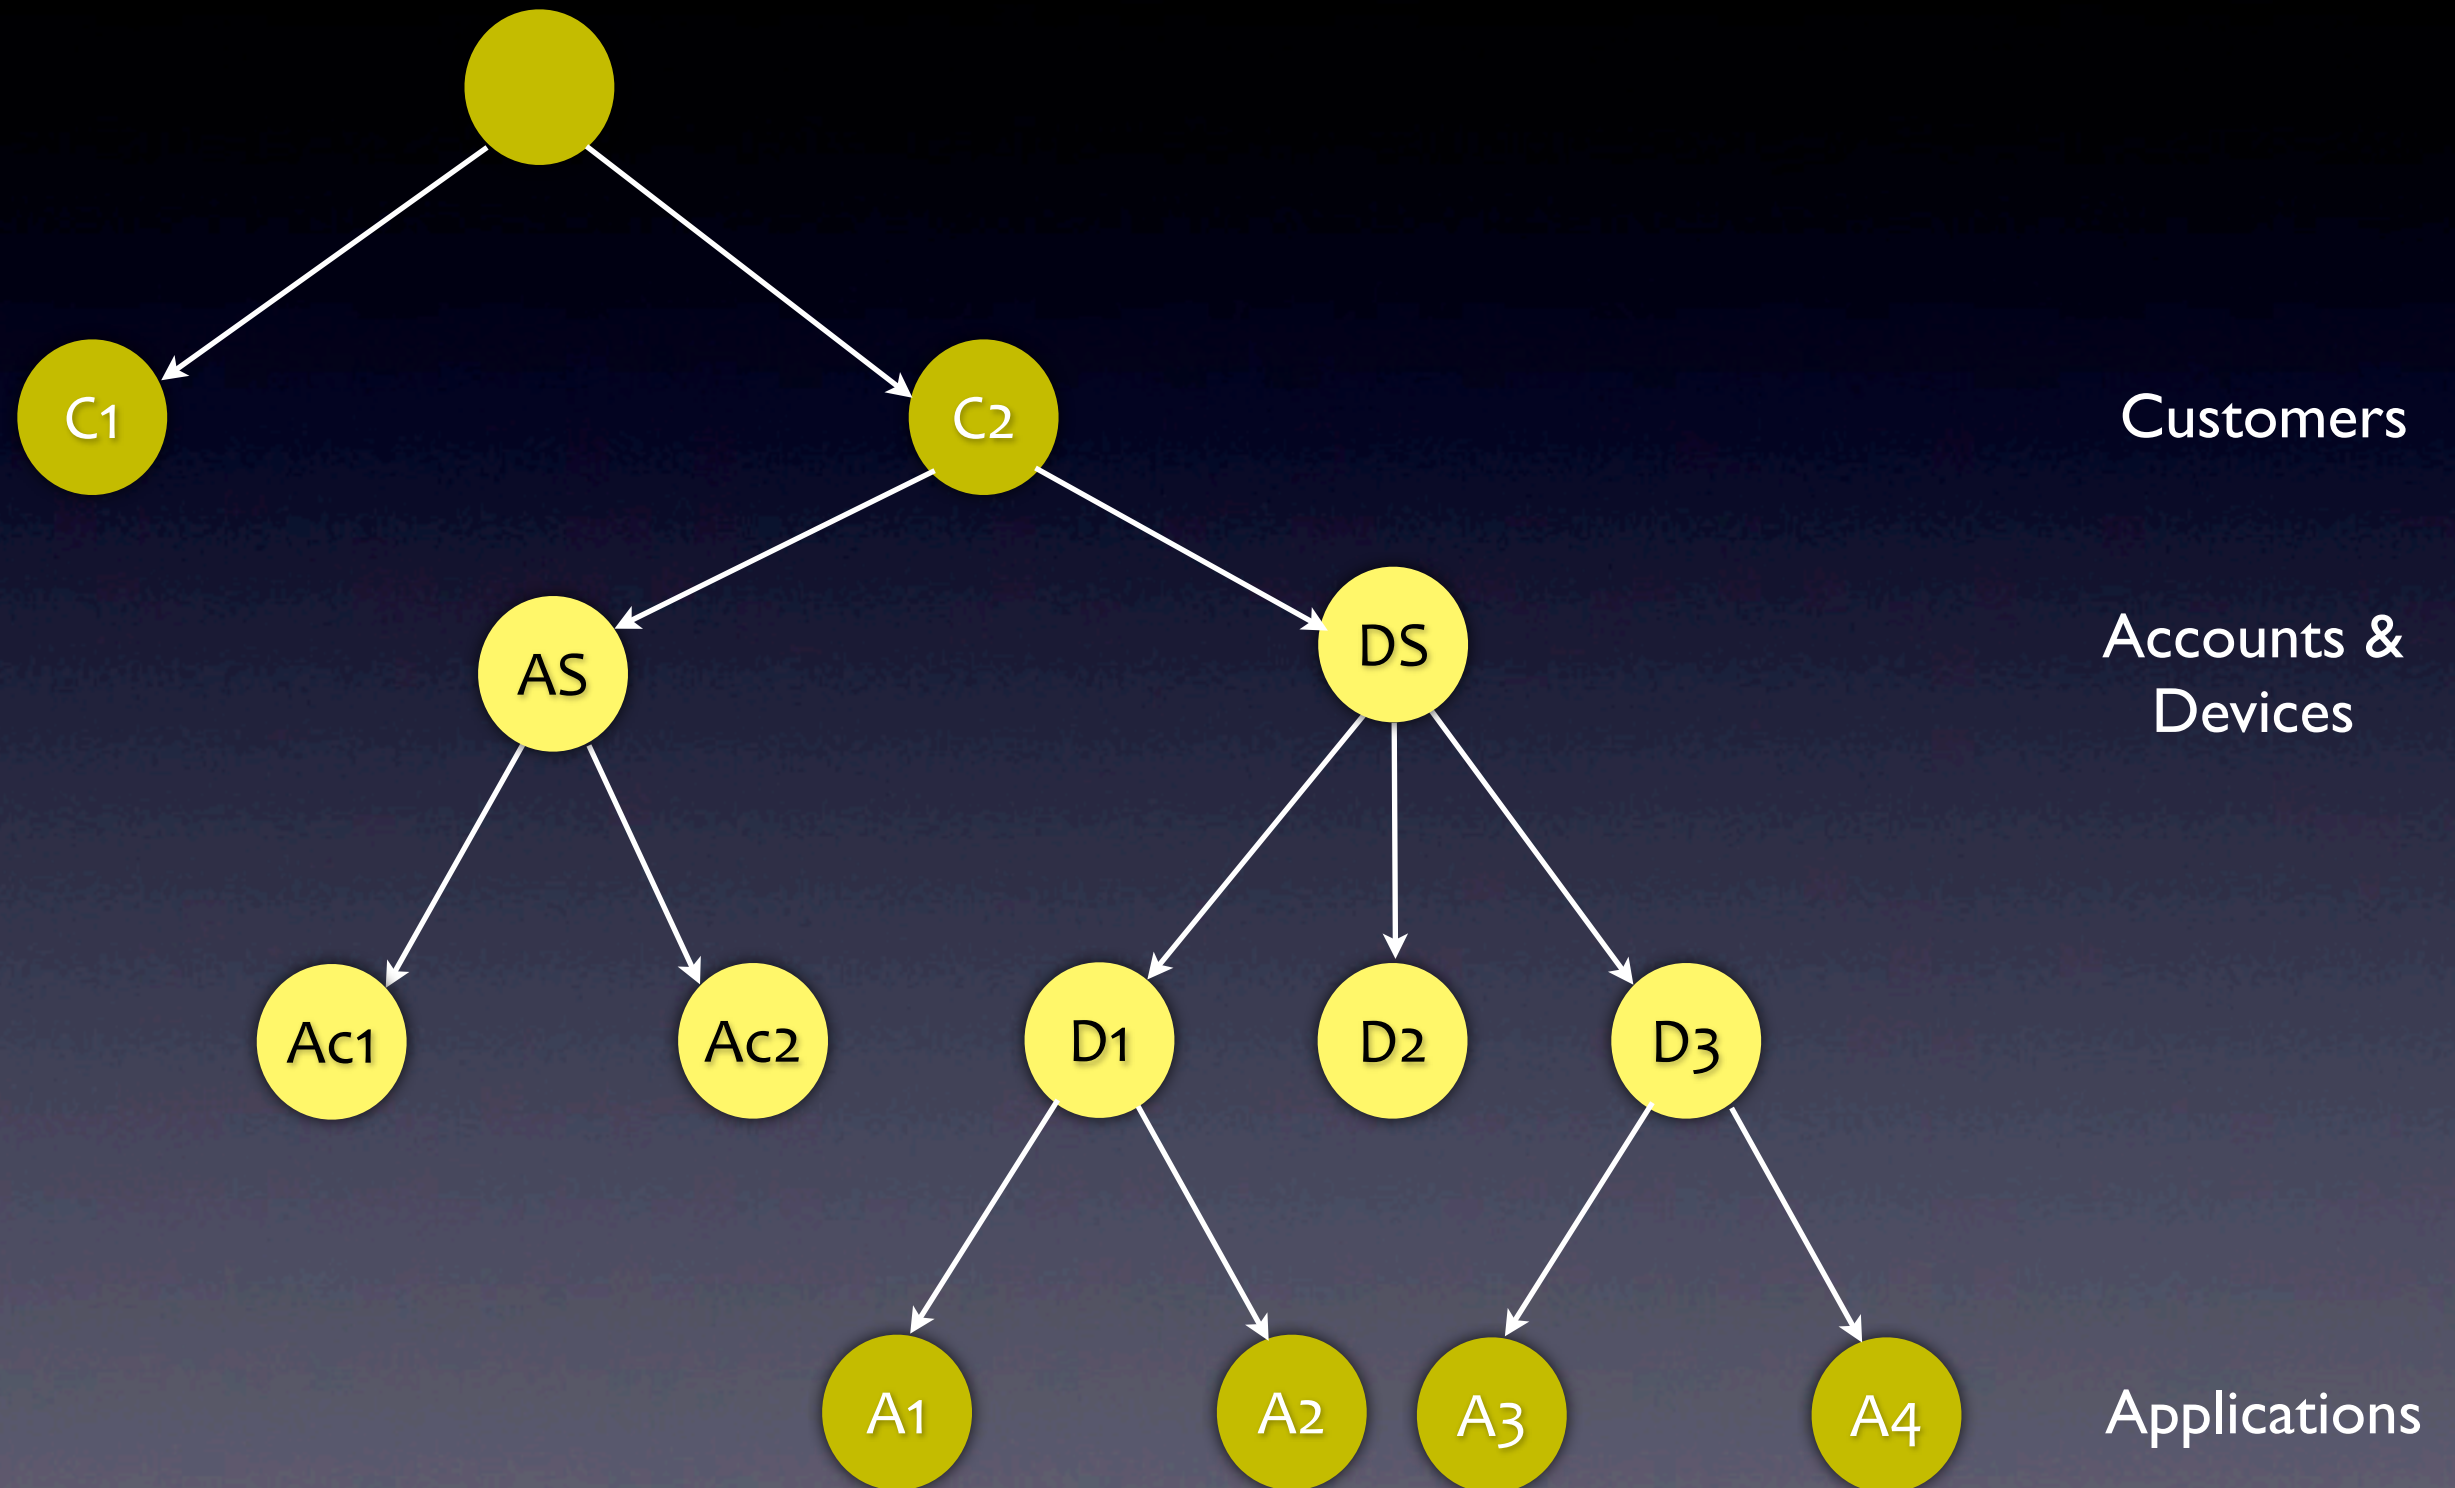 C1
C2
Customers
AS
DS
Accounts &
Devices
Ac1
Ac2
D1
D2
D3
A1
A2
A3
A4
Applications